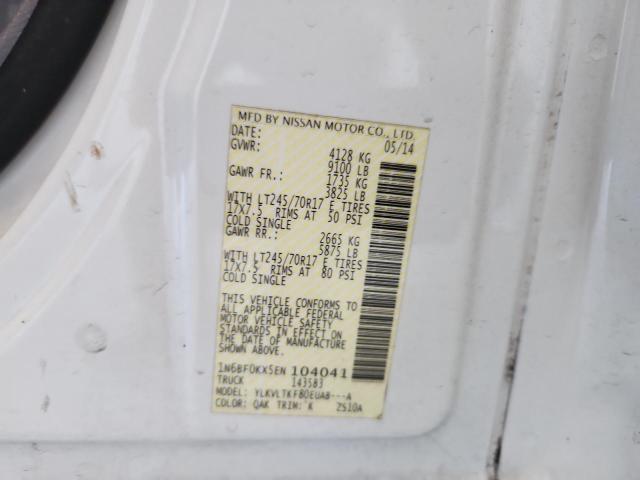 MFD BY NISSAN MOTOR CO., LTD.
DATE: 05/14
GVWR: 4128 KG
9100 LB
GAWR FR.: 1735 KG
3825 LB
WITH LT245/70R17 E TIRES
17X7.5 RIMS AT 50 PSI
COLD SINGLE
GAWR RR.: 2665 KG
5875 LB
WITH LT245/70R17 E TIRES
17X7.5 RIMS AT 80 PSI
COLD SINGLE
THIS VEHICLE CONFORMS TO
ALL APPLICABLE FEDERAL
MOTOR VEHICLE SAFETY
STANDARDS IN EFFECT ON
THE DATE OF MANUFACTURE
SHOWN ABOVE.
1N6BF0KX5EN 104041
TRUCK 143583
MODEL: YLKVLTKF80EUA8---A
COLOR: QAK TRIM: K ZS10A